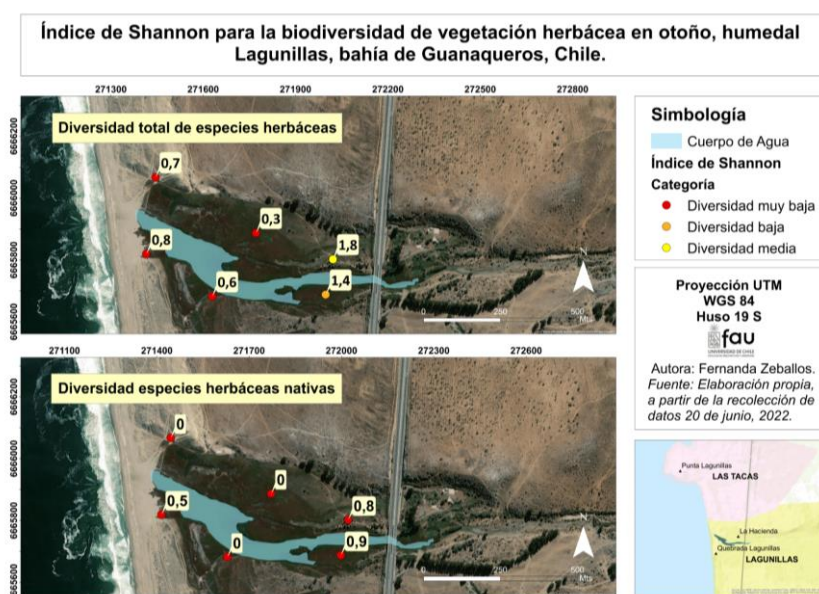 Índice de Shannon para la biodiversidad de vegetación herbácea en otoño, humedal
Lagunillas, bahía de Guanaqueros, Chile.
271300 271600 271900 272200 272500 272800
6666200
6666000
6665800
6665600
Diversidad total de especies herbáceas
0,7
0,3
0,8
1,8
0,6
1,4
N
0 250 500
Mts
271100 271400 271700 272000 272300 272600
6666200
6666000
6665800
6665600
Diversidad especies herbáceas nativas
0
0
0,5
0,8
0
0,9
N
0 250 500
Mts
Simbología
Cuerpo de Agua
Índice de Shannon
Categoría
Diversidad muy baja
Diversidad baja
Diversidad media
Proyección UTM
WGS 84
Huso 19 S
fau
UNIVERSIDAD DE CHILE
Autora: Fernanda Zeballos.
Fuente: Elaboración propia,
a partir de la recolección de
datos 20 de junio, 2022.
Punta Lagunillas
LAS TACAS
La Hacienda
Quebrada Lagunillas
LAGUNILLAS